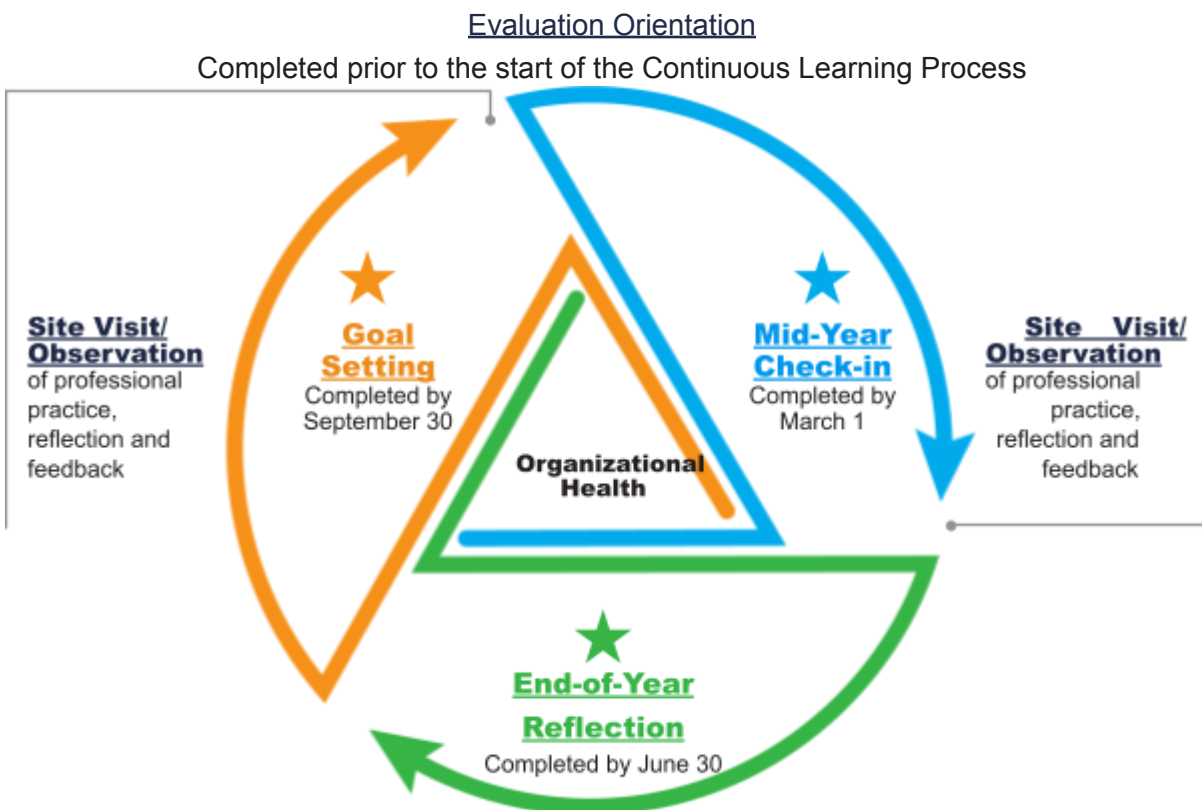 Evaluation Orientation
Completed prior to the start of the Continuous Learning Process
Site Visit/
Observation
of professional
practice,
reflection and
feedback
Goal
Setting
Completed by
September 30
Mid-Year
Check-in
Completed by
March 1
Site Visit/
Observation
of professional
practice,
reflection and
feedback
Organizational
Health
End-of-Year
Reflection
Completed by June 30